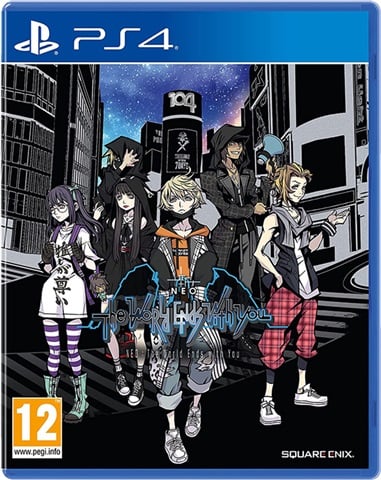 PS4
104
NEO
The World Ends with You
NEO: The World Ends with You
12
www.pegi.info
SQUARE ENIX.